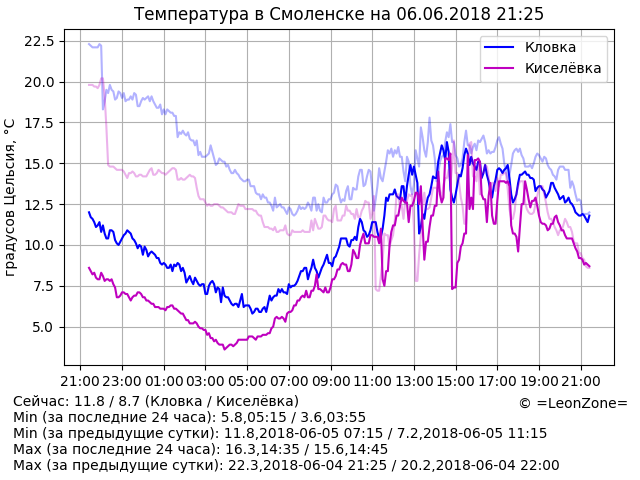 Температура в Смоленске на 06.06.2018 21:25
Кловка
Киселёвка
градусов Цельсия, °C
22.5
20.0
17.5
15.0
12.5
10.0
7.5
5.0
21:00 23:00 01:00 03:00 05:00 07:00 09:00 11:00 13:00 15:00 17:00 19:00 21:00
Сейчас: 11.8 / 8.7 (Кловка / Киселёвка)
© =LeonZone=
Min (за последние 24 часа): 5.8,05:15 / 3.6,03:55
Min (за предыдущие сутки): 11.8,2018-06-05 07:15 / 7.2,2018-06-05 11:15
Max (за последние 24 часа): 16.3,14:35 / 15.6,14:45
Max (за предыдущие сутки): 22.3,2018-06-04 21:25 / 20.2,2018-06-04 22:00